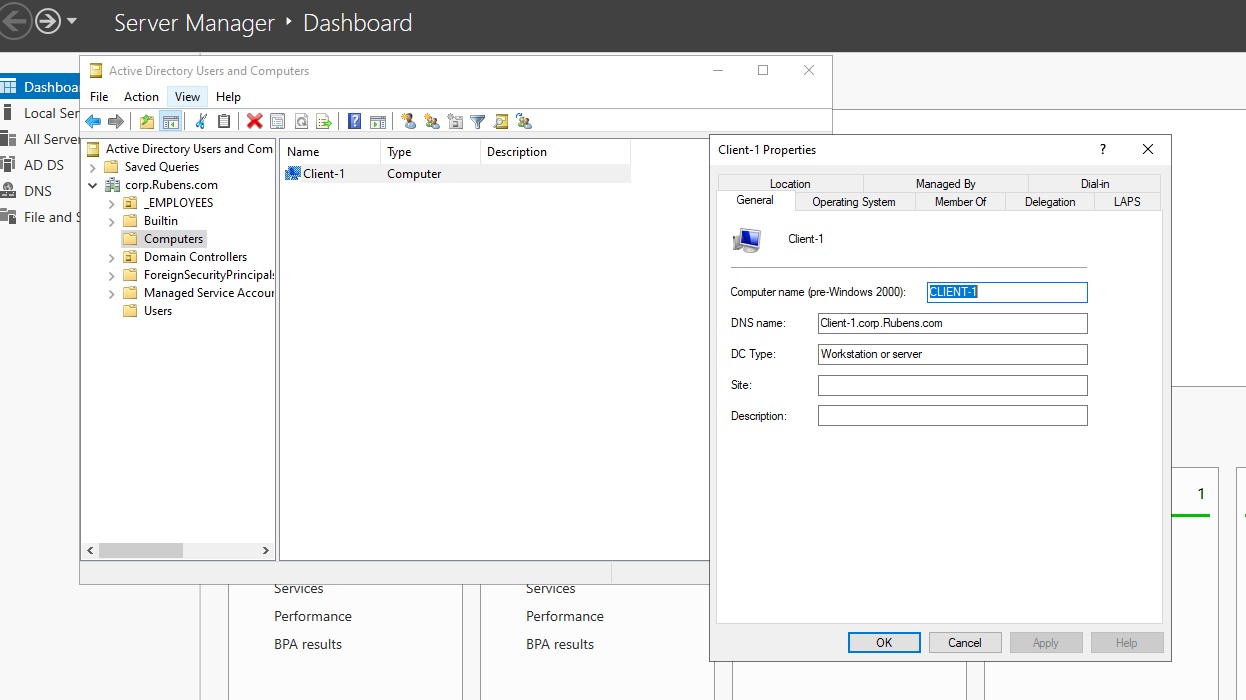 Server Manager • Dashboard
Active Directory Users and Computers
File Action View Help
Dashboa
Local Ser
All Server
AD DS
DNS
File and S
Active Directory Users and Com
Saved Queries
corp.Rubens.com
_EMPLOYEES
Builtin
Computers
Domain Controllers
ForeignSecurityPrincipals
Managed Service Accour
Users
Name Type Description
Client-1 Computer
Client-1 Properties
?
Location Managed By Dial-in
General Operating System Member Of Delegation LAPS
Client-1
Computer name (pre-Windows 2000): CLIENT-1
DNS name: Client-1.corp.Rubens.com
DC Type: Workstation or server
Site:
Description:
OK Cancel Apply Help
1
Services
Performance
BPA results
Services
Performance
BPA results